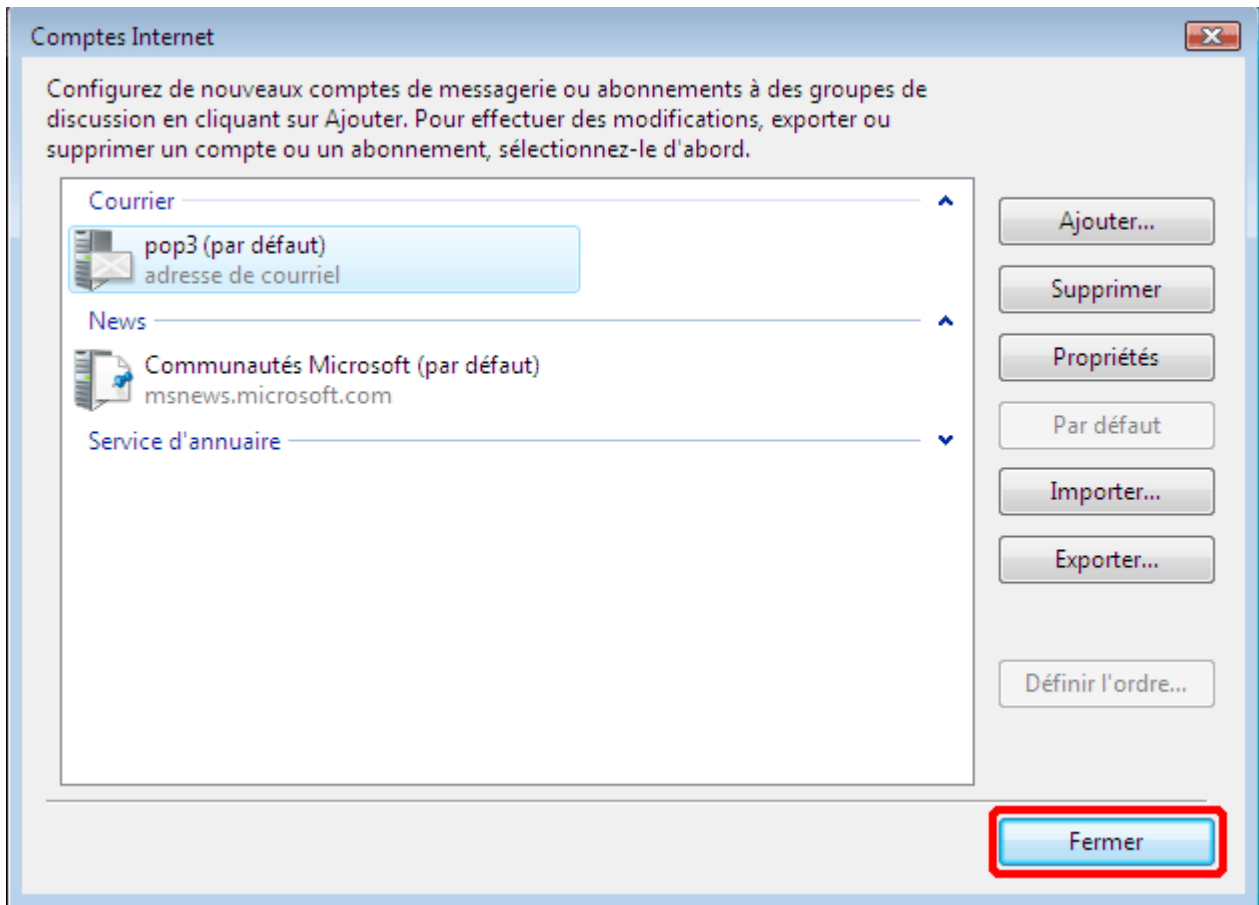 Comptes Internet
Configurez de nouveaux comptes de messagerie ou abonnements à des groupes de
discussion en cliquant sur Ajouter. Pour effectuer des modifications, exporter ou
supprimer un compte ou un abonnement, sélectionnez-le d'abord.
Courrier
pop3 (par défaut)
adresse de courriel
News
Communautés Microsoft (par défaut)
msnews.microsoft.com
Service d'annuaire
Ajouter...
Supprimer
Propriétés
Par défaut
Importer...
Exporter...
Définir l'ordre...
Fermer